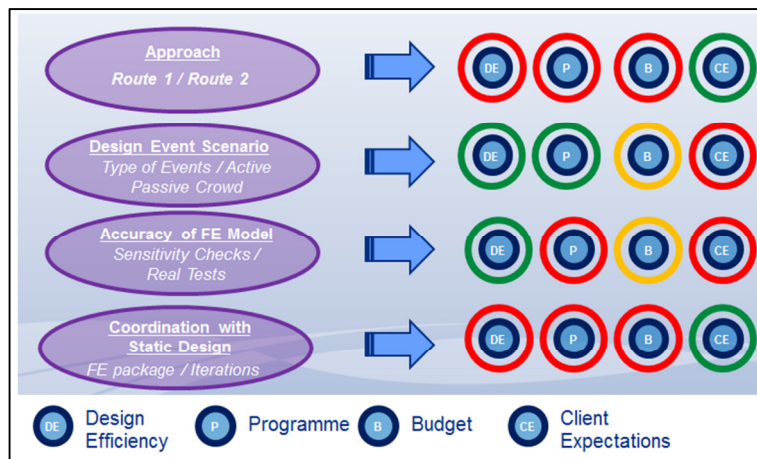 Approach
Route 1 / Route 2
DE P B CE
Design Event Scenario
Type of Events / Active
Passive Crowd
DE P B CE
Accuracy of FE Model
Sensitivity Checks /
Real Tests
DE P B CE
Coordination with
Static Design
FE package / Iterations
DE P B CE
DE Design
Efficiency
P Programme
B Budget
CE Client
Expectations